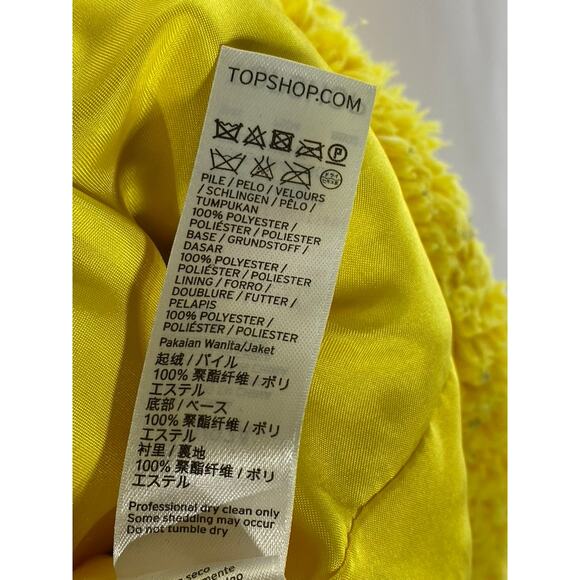 TOPSHOP.COM
P
ドライ
PILE / PELO / VELOURS
/ SCHLINGEN / PÊLO /
TUMPUKAN
100% POLYESTER /
POLIÉSTER / POLIESTER
BASE / GRUNDSTOFF /
DASAR
100% POLYESTER /
POLIÉSTER / POLIESTER
LINING / FORRO /
DOUBLURE / FUTTER /
PELAPIS
100% POLYESTER /
POLIÉSTER / POLIESTER
Pakaian Wanita/Jaket
起绒 / パイル
100% 聚酯纤维 / ポリ
エステル
底部 / ベース
100% 聚酯纤维 / ポリ
エステル
衬里 / 裏地
100% 聚酯纤维 / ポリ
エステル
Professional dry clean only
Some shedding may occur
Do not tumble dry
seco